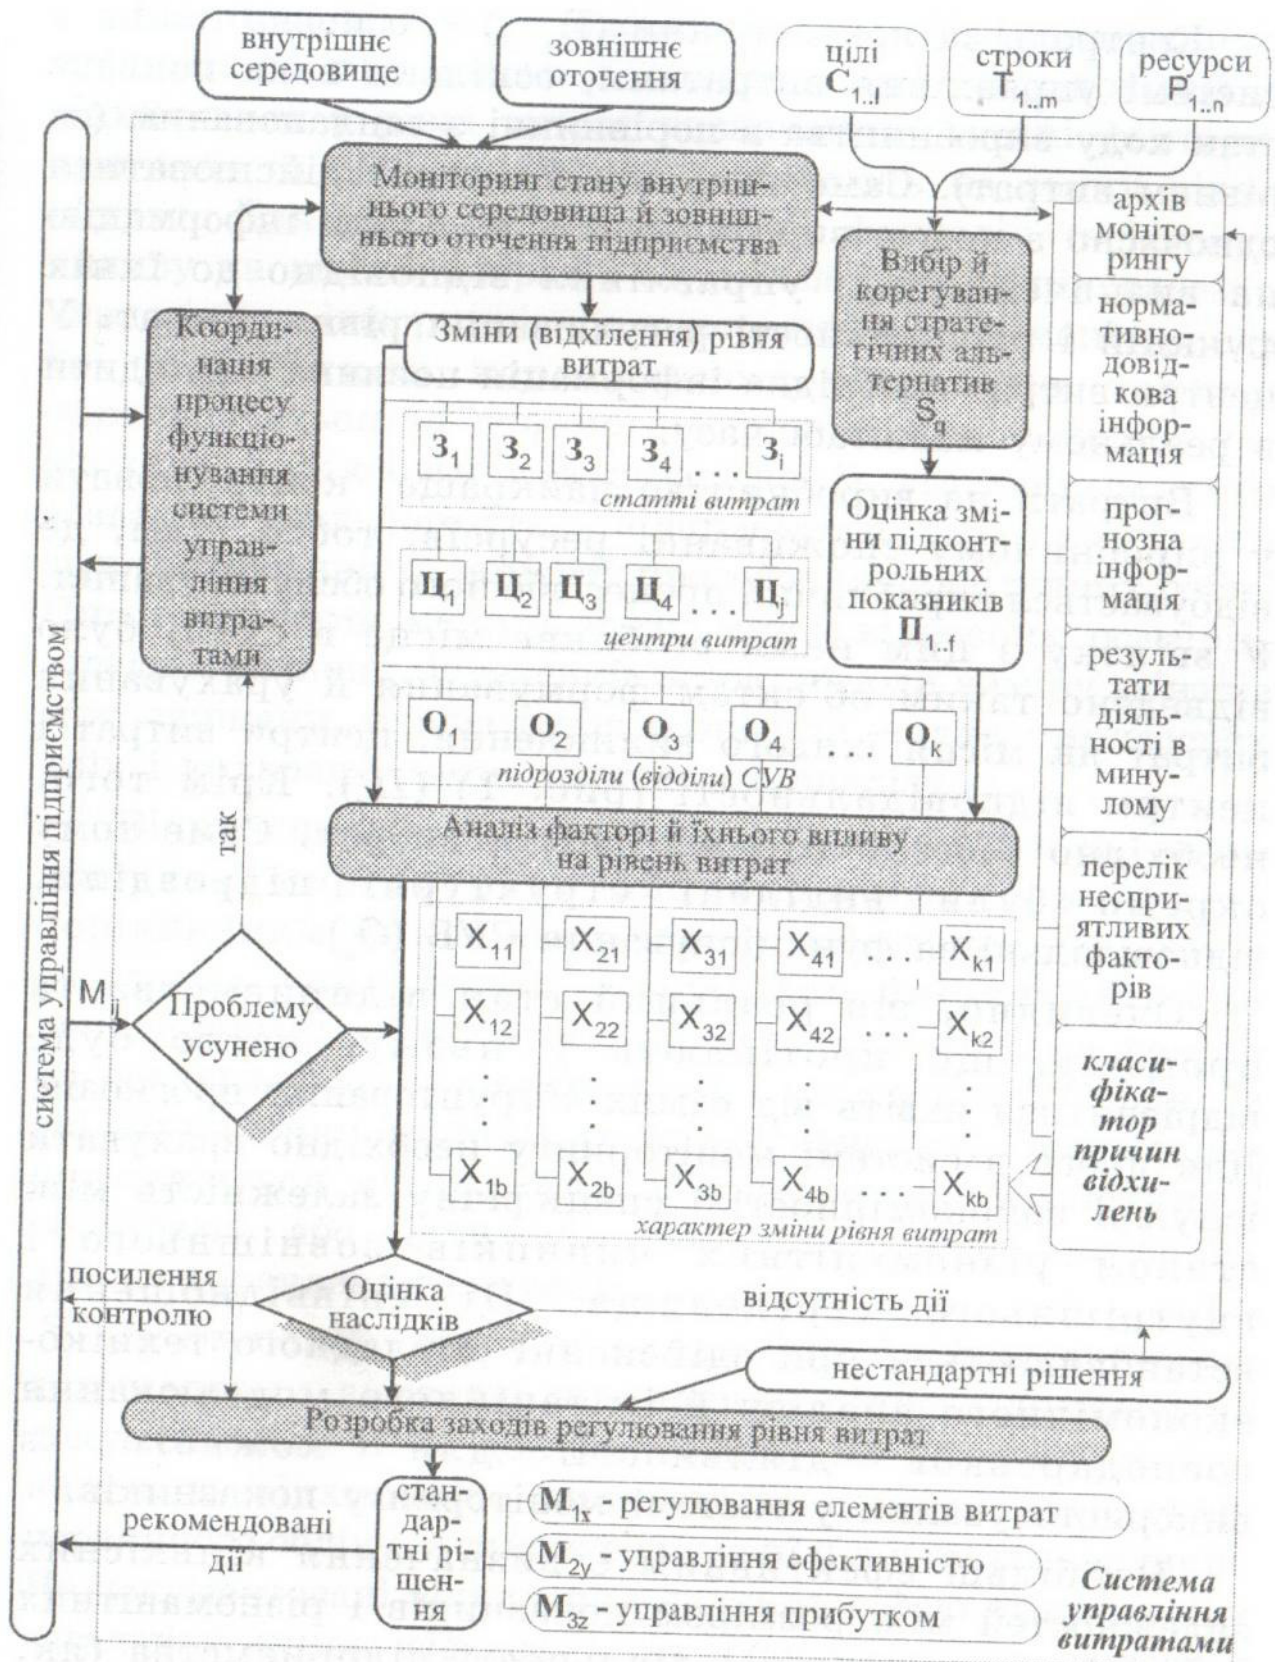 внутрішнє
середовище
зовнішнє
оточення
цілі
C1..l
строки
T1..m
ресурси
P1..n
Моніторинг стану внутріш-
нього середовища й зовніш-
нього оточення підприємства
архів
моніто-
рингу
Вибір й
корегуван-
ня страте-
гічних аль-
тернатив
Sq
норма-
тивно-
довід-
кова
інфор-
мація
Коорди-
нація
процесу
функціо-
нування
системи
управ-
ління
витра-
тами
Зміни (відхілення) рівня
витрат
З1 З2 З3 З4 . . . Зi
статті витрат
Ц1 Ц2 Ц3 Ц4 . . . Цj
центри витрат
Оцінка змі-
ни підконт-
рольних
показників
П1..f
прог-
нозна
інфор-
мація
О1 О2 О3 О4 . . . Оk
підрозділи (відділи) СУВ
резуль-
тати
діяль-
ності в
мину-
лому
система управління підприємством
так
Аналіз факторі й їхнього впливу
на рівень витрат
перелік
неспри-
ятливих
факто-
рів
X11 X21 X31 X41 . . . Xk1
X12 X22 X32 X42 . . . Xk2
X1b X2b X3b X4b . . . Xkb
характер зміни рівня витрат
Mij
Проблему
усунено
класи-
фіка-
тор
причин
відхи-
лень
посилення
контролю
Оцінка
наслідків
відсутність дії
нестандартні рішення
Розробка заходів регулювання рівня витрат
рекомендовані
дії
стан-
дар-
тні рі-
шен-
ня
M1x - регулювання елементів витрат
M2y - управління ефективністю
M3z - управління прибутком
Система
управління
витратами